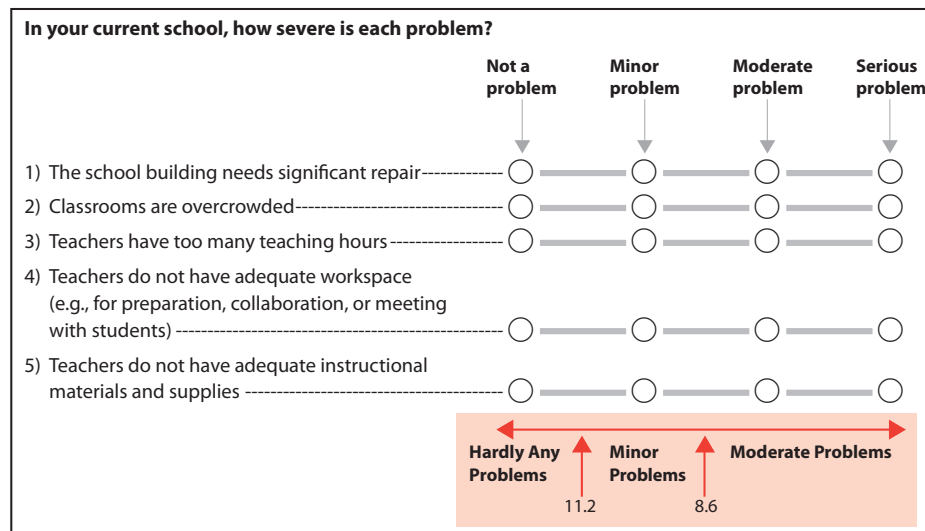 In your current school, how severe is each problem?
Not a Minor Moderate Serious
problem problem problem problem
1) The school building needs significant repair
2) Classrooms are overcrowded
3) Teachers have too many teaching hours
4) Teachers do not have adequate workspace
(e.g., for preparation, collaboration, or meeting
with students)
5) Teachers do not have adequate instructional
materials and supplies
Hardly Any Minor Moderate Problems
Problems Problems
11.2 8.6